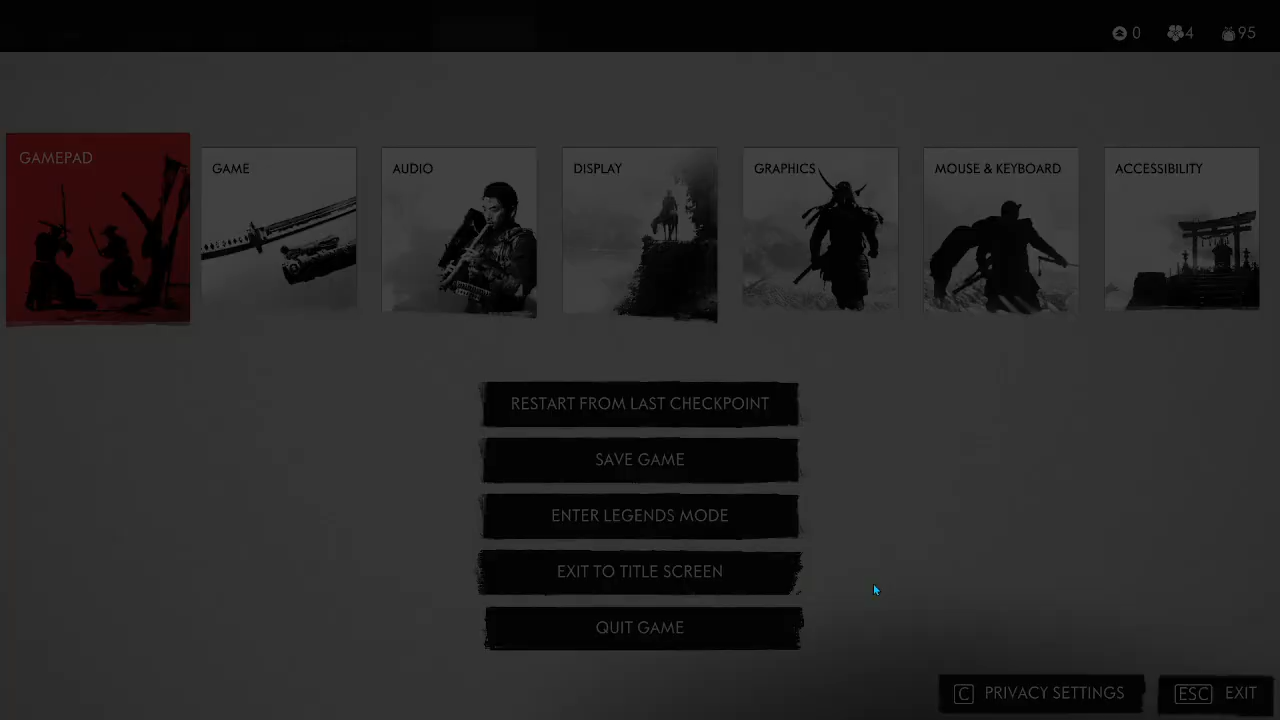 0 4 95
GAMEPAD
GAME
AUDIO
DISPLAY
GRAPHICS
MOUSE & KEYBOARD
ACCESSIBILITY
RESTART FROM LAST CHECKPOINT
SAVE GAME
ENTER LEGENDS MODE
EXIT TO TITLE SCREEN
QUIT GAME
C PRIVACY SETTINGS ESC EXIT